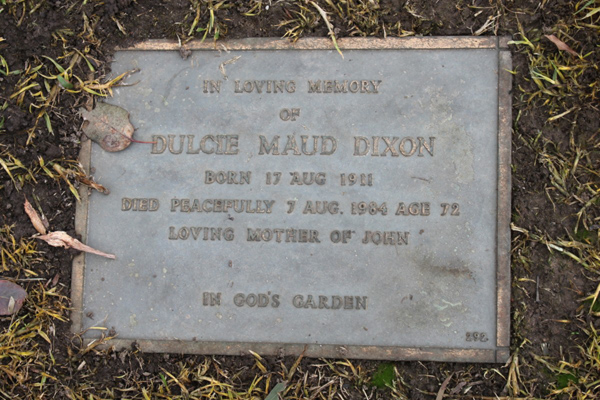 IN LOVING MEMORY
OF
DULCIE MAUD DIXON
BORN 17 AUG 1911
DIED PEACEFULLY 7 AUG. 1984 AGE 72
LOVING MOTHER OF JOHN
IN GOD'S GARDEN